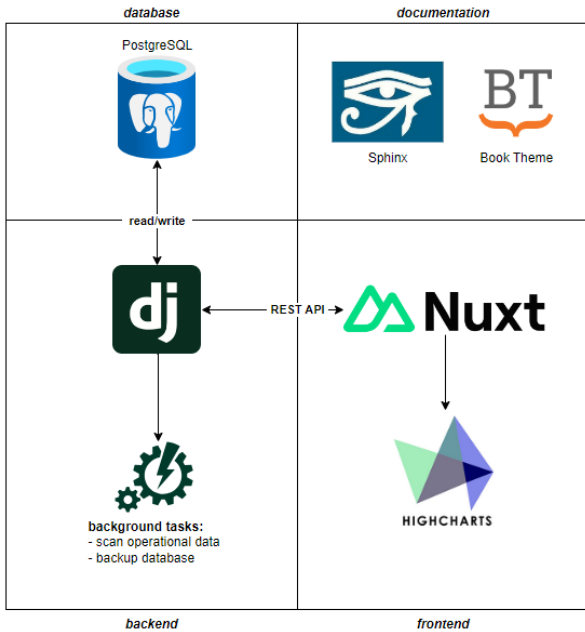 database
documentation
PostgreSQL
BT
Sphinx
Book Theme
read/write
dj
REST API
Nuxt
HIGHCHARTS
background tasks:
- scan operational data
- backup database
backend
frontend